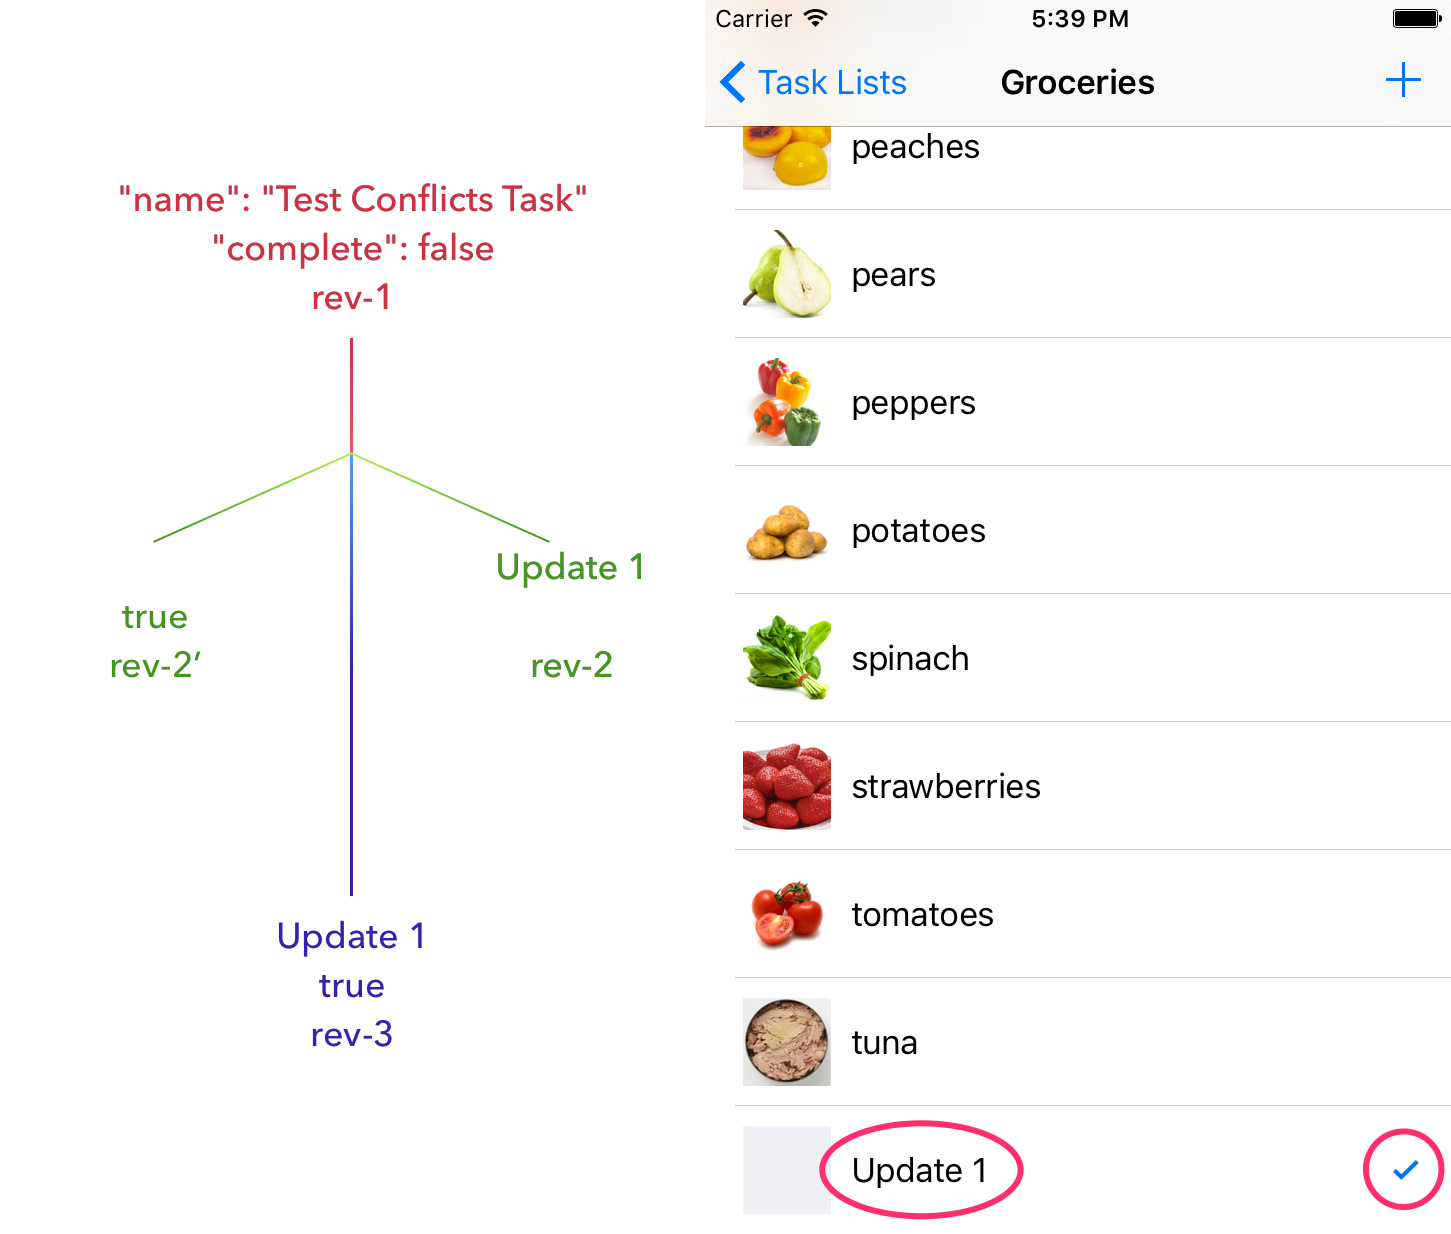 "name": "Test Conflicts Task"
"complete": false
rev-1
Update 1
true
rev-2’
rev-2
Update 1
true
rev-3
Carrier
5:39 PM
Task Lists
Groceries
peaches
pears
peppers
potatoes
spinach
strawberries
tomatoes
tuna
Update 1